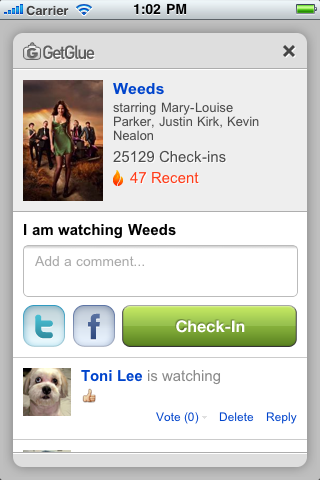 Carrier 1:02 PM
GetGlue
Weeds
starring Mary-Louise
Parker, Justin Kirk, Kevin
Nealon
25129 Check-ins
47 Recent
I am watching Weeds
Add a comment...
Check-In
Toni Lee is watching
Vote (0) Delete Reply